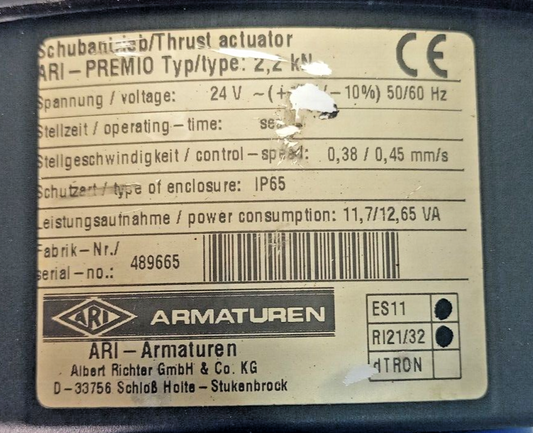 Schubantrieb/Thrust actuator
ARI-PREMIO Typ/type: 2,2 kN
CE
Spannung / voltage: 24 V ~(+ / -10%) 50/60 Hz
Stellzeit / operating-time:
Stellgeschwindigkeit / control-speed: 0,38 / 0,45 mm/s
Schutzart / type of enclosure: IP65
Leistungsaufnahme / power consumption: 11,7/12,65 VA
Fabrik-Nr./
serial-no.: 489665
ARI ARMATUREN
ARI-Armaturen
Albert Richter GmbH & Co. KG
D-33756 Schloß Holte-Stukenbrock
ES11
RI21/32
dTRON